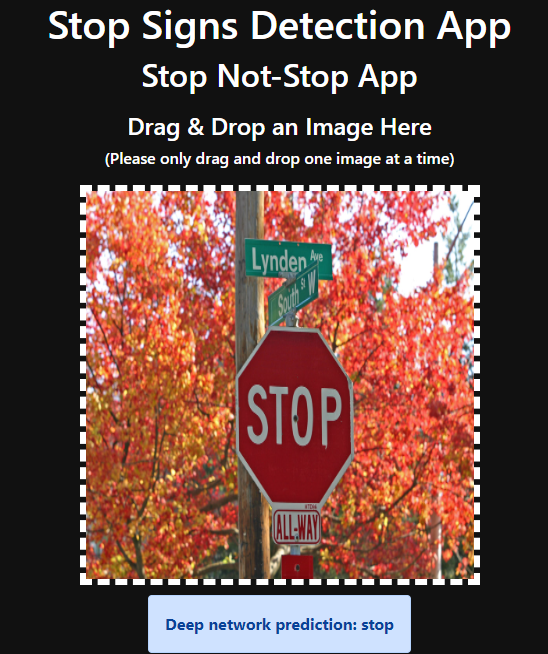 Stop Signs Detection App
Stop Not-Stop App
Drag & Drop an Image Here
(Please only drag and drop one image at a time)
Lynden Ave
South St W
STOP
ALL-WAY
Deep network prediction: stop